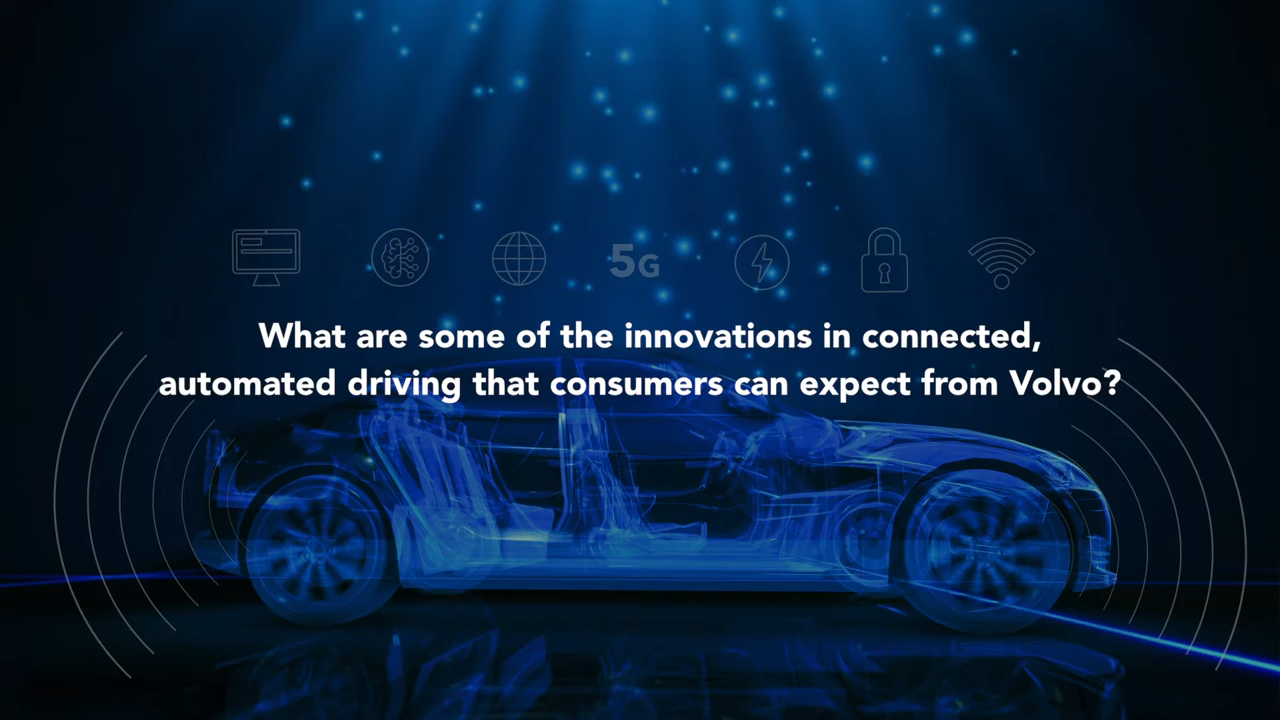 5G
What are some of the innovations in connected,
automated driving that consumers can expect from Volvo?